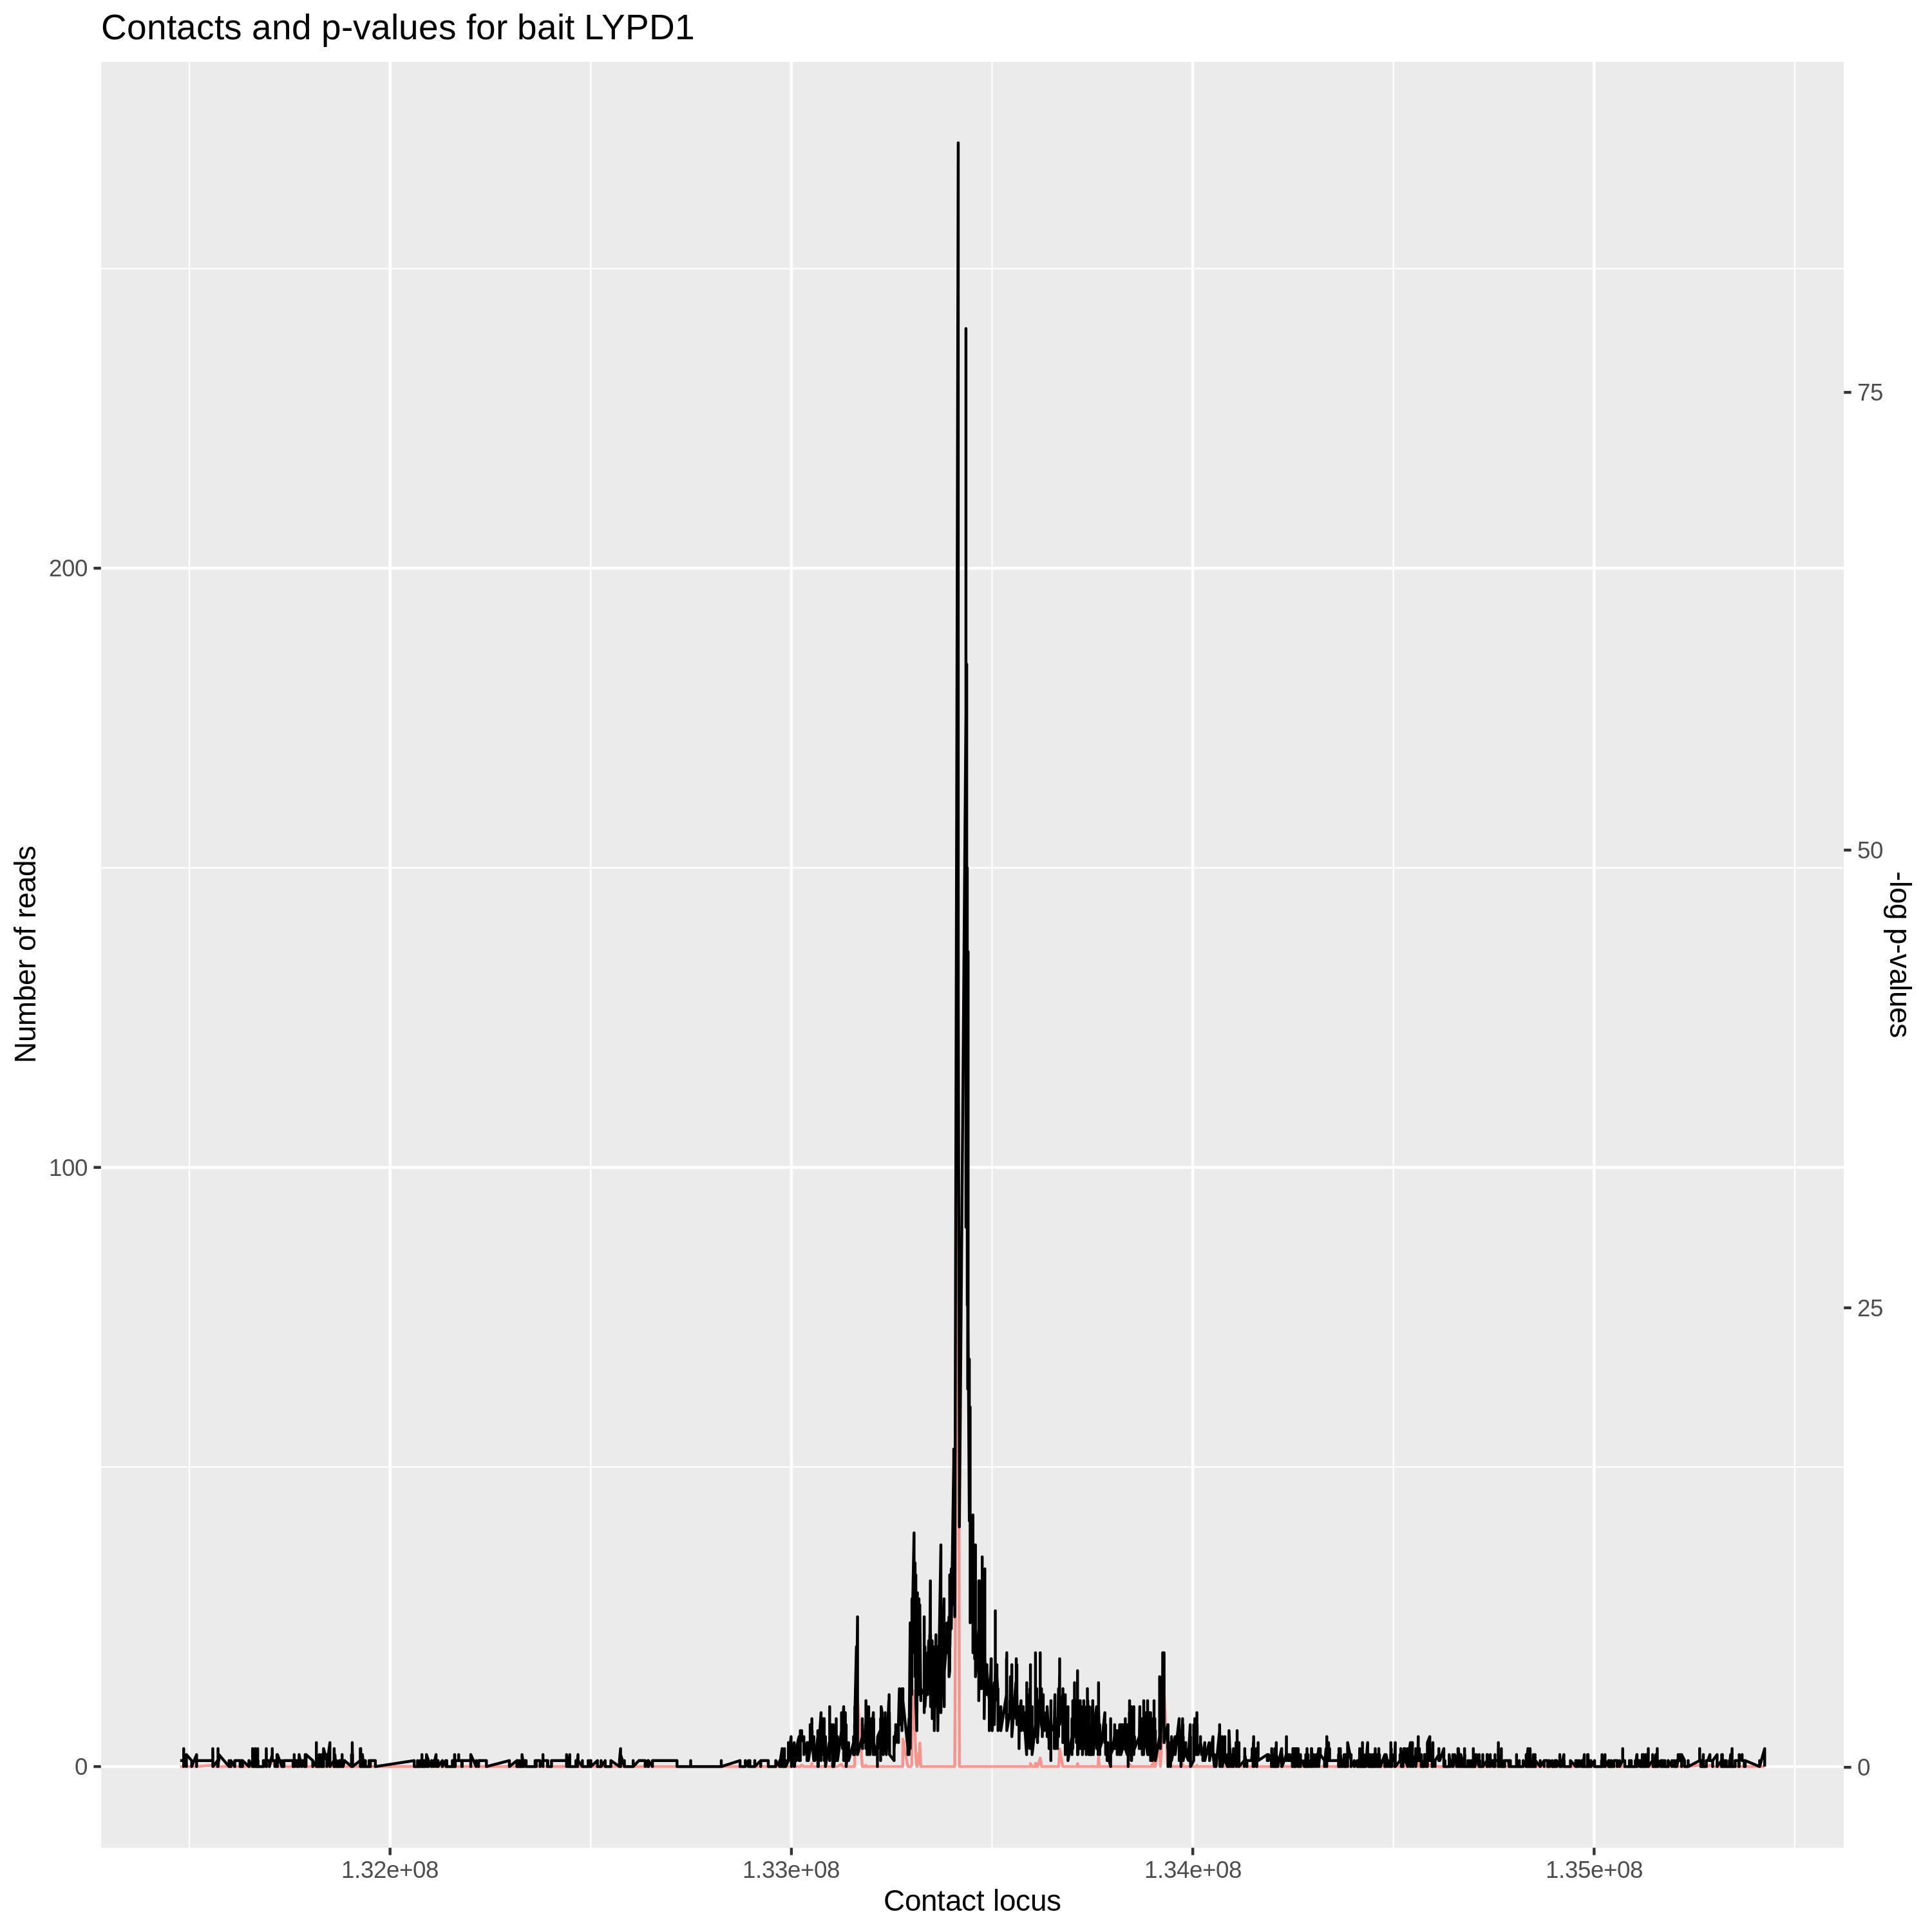 Contacts and p-values for bait LYPD1
Number of reads
200
100
0
75
50
25
0
-log p-values
1.32e+08
1.33e+08
1.34e+08
1.35e+08
Contact locus